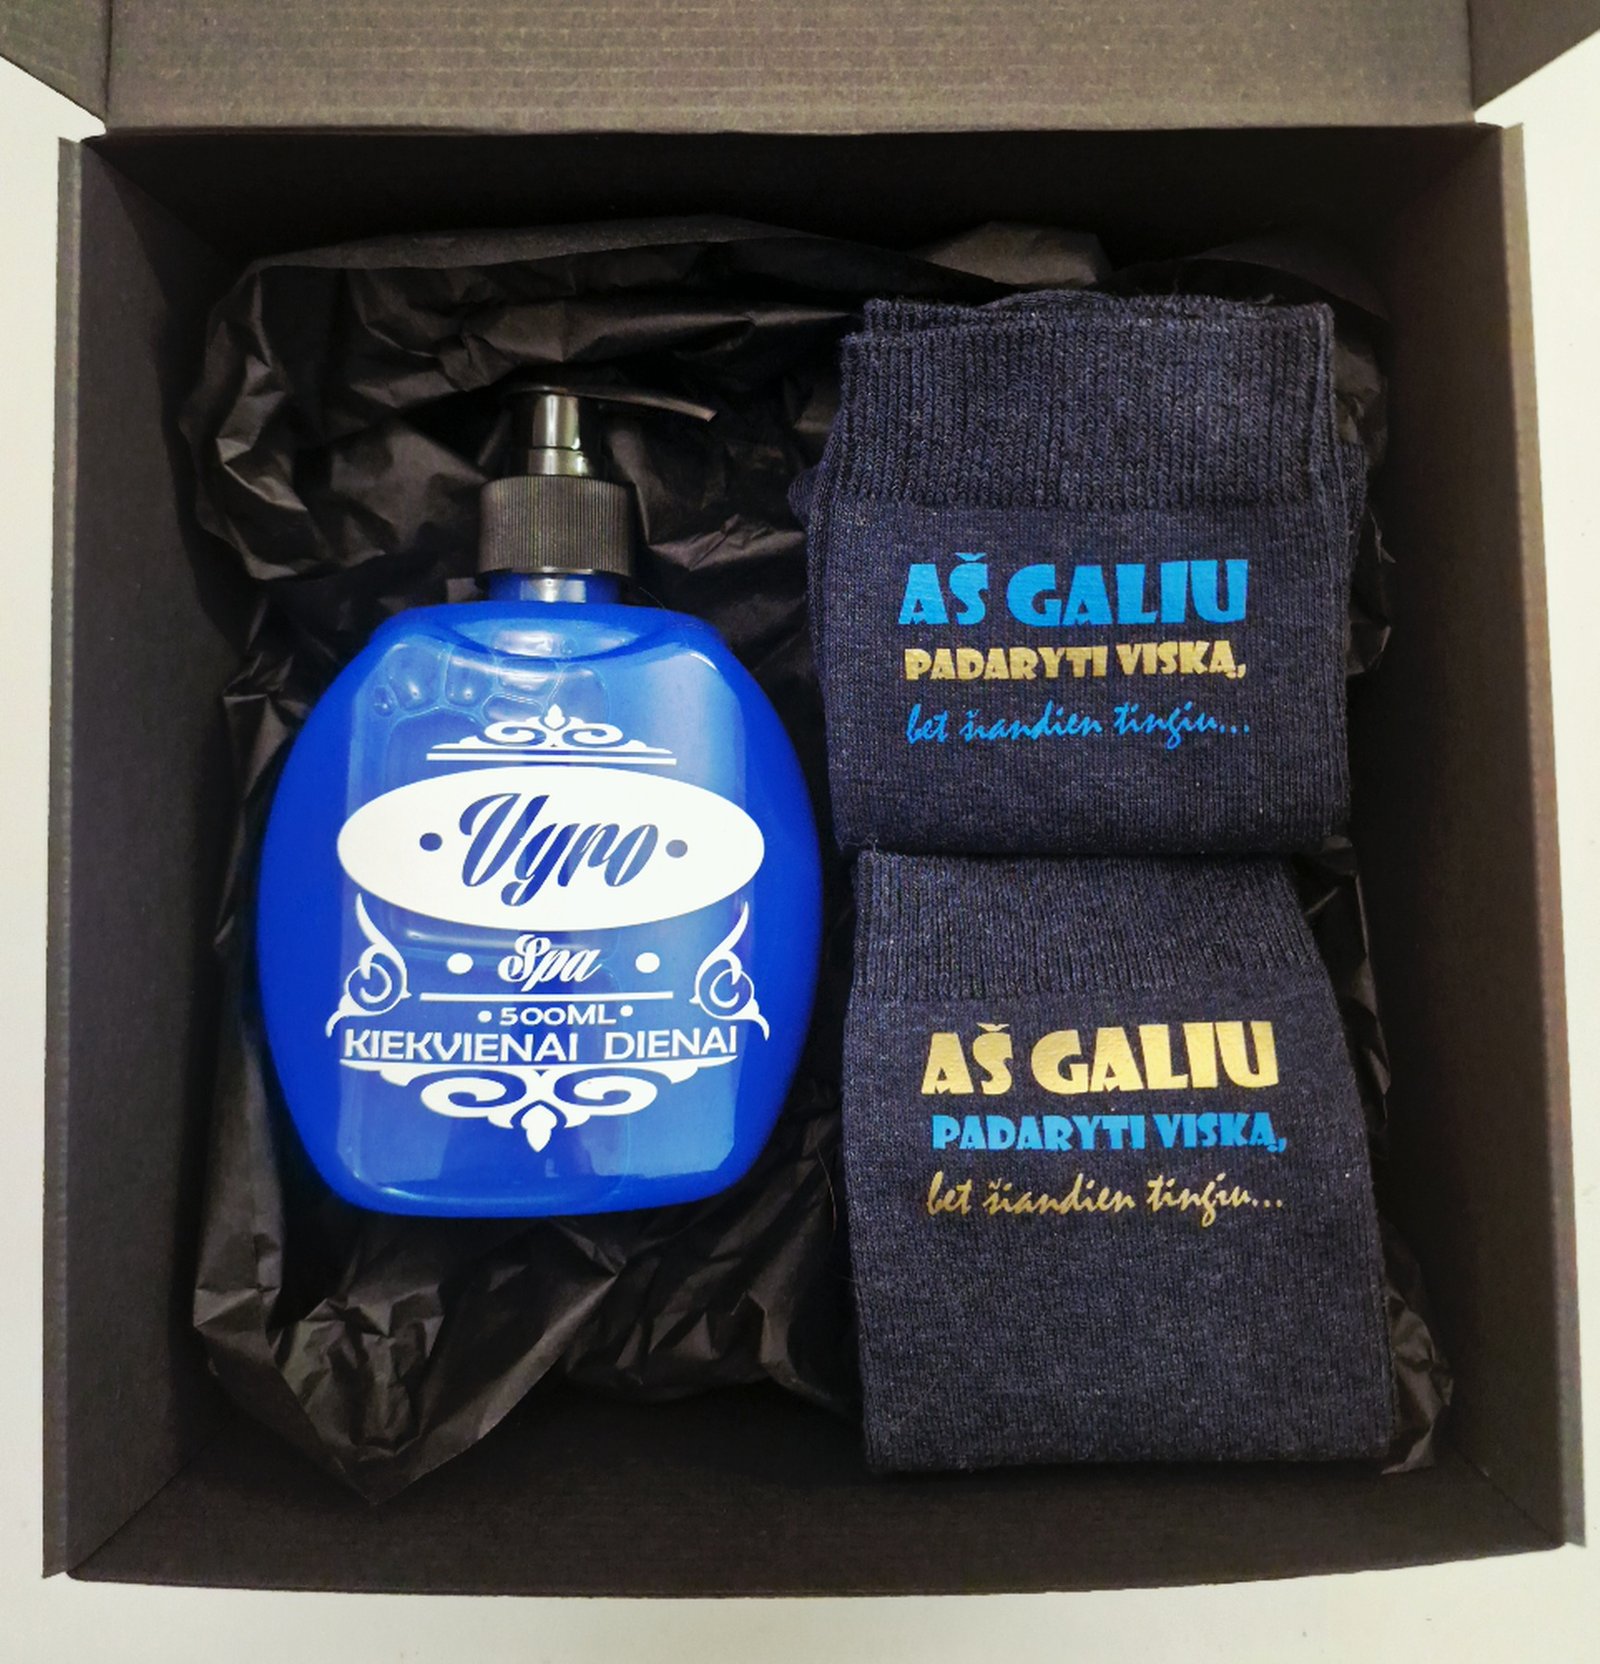 Vyro
Spa
500ML
KIEKVIENAI DIENAI
AŠ GALIU
PADARYTI VISKĄ,
bet šiandien tingiu...
AŠ GALIU
PADARYTI VISKĄ,
bet šiandien tingiu...